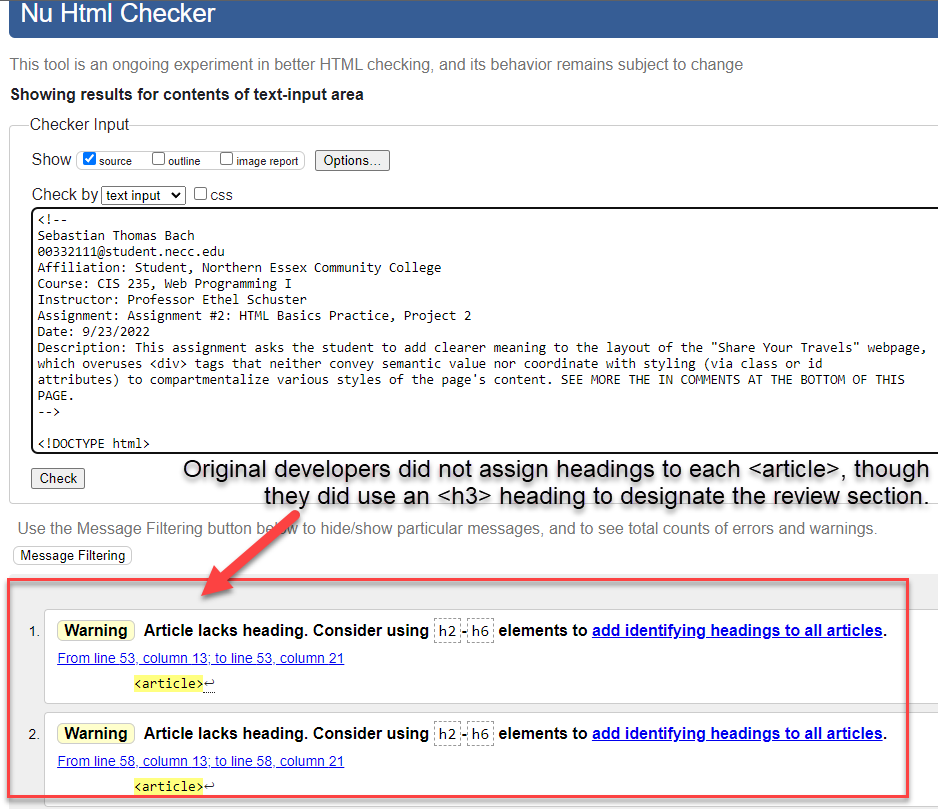 Nu Html Checker
This tool is an ongoing experiment in better HTML checking, and its behavior remains subject to change
Showing results for contents of text-input area
Checker Input
Show source outline image report Options...
Check by text input css
<!--
Sebastian Thomas Bach
00332111@student.necc.edu
Affiliation: Student, Northern Essex Community College
Course: CIS 235, Web Programming I
Instructor: Professor Ethel Schuster
Assignment: Assignment #2: HTML Basics Practice, Project 2
Date: 9/23/2022
Description: This assignment asks the student to add clearer meaning to the layout of the "Share Your Travels" webpage,
which overuses <div> tags that neither convey semantic value nor coordinate with styling (via class or id
attributes) to compartmentalize various styles of the page's content. SEE MORE THE IN COMMENTS AT THE BOTTOM OF THIS
PAGE.
-->
<!DOCTYPE html>
Original developers did not assign headings to each <article>, though
they did use an <h3> heading to designate the review section.
Check
Use the Message Filtering button below to hide/show particular messages, and to see total counts of errors and warnings.
Message Filtering
1. Warning Article lacks heading. Consider using h2-h6 elements to add identifying headings to all articles.
From line 53, column 13; to line 53, column 21
<article>↩
2. Warning Article lacks heading. Consider using h2-h6 elements to add identifying headings to all articles.
From line 58, column 13; to line 58, column 21
<article>↩